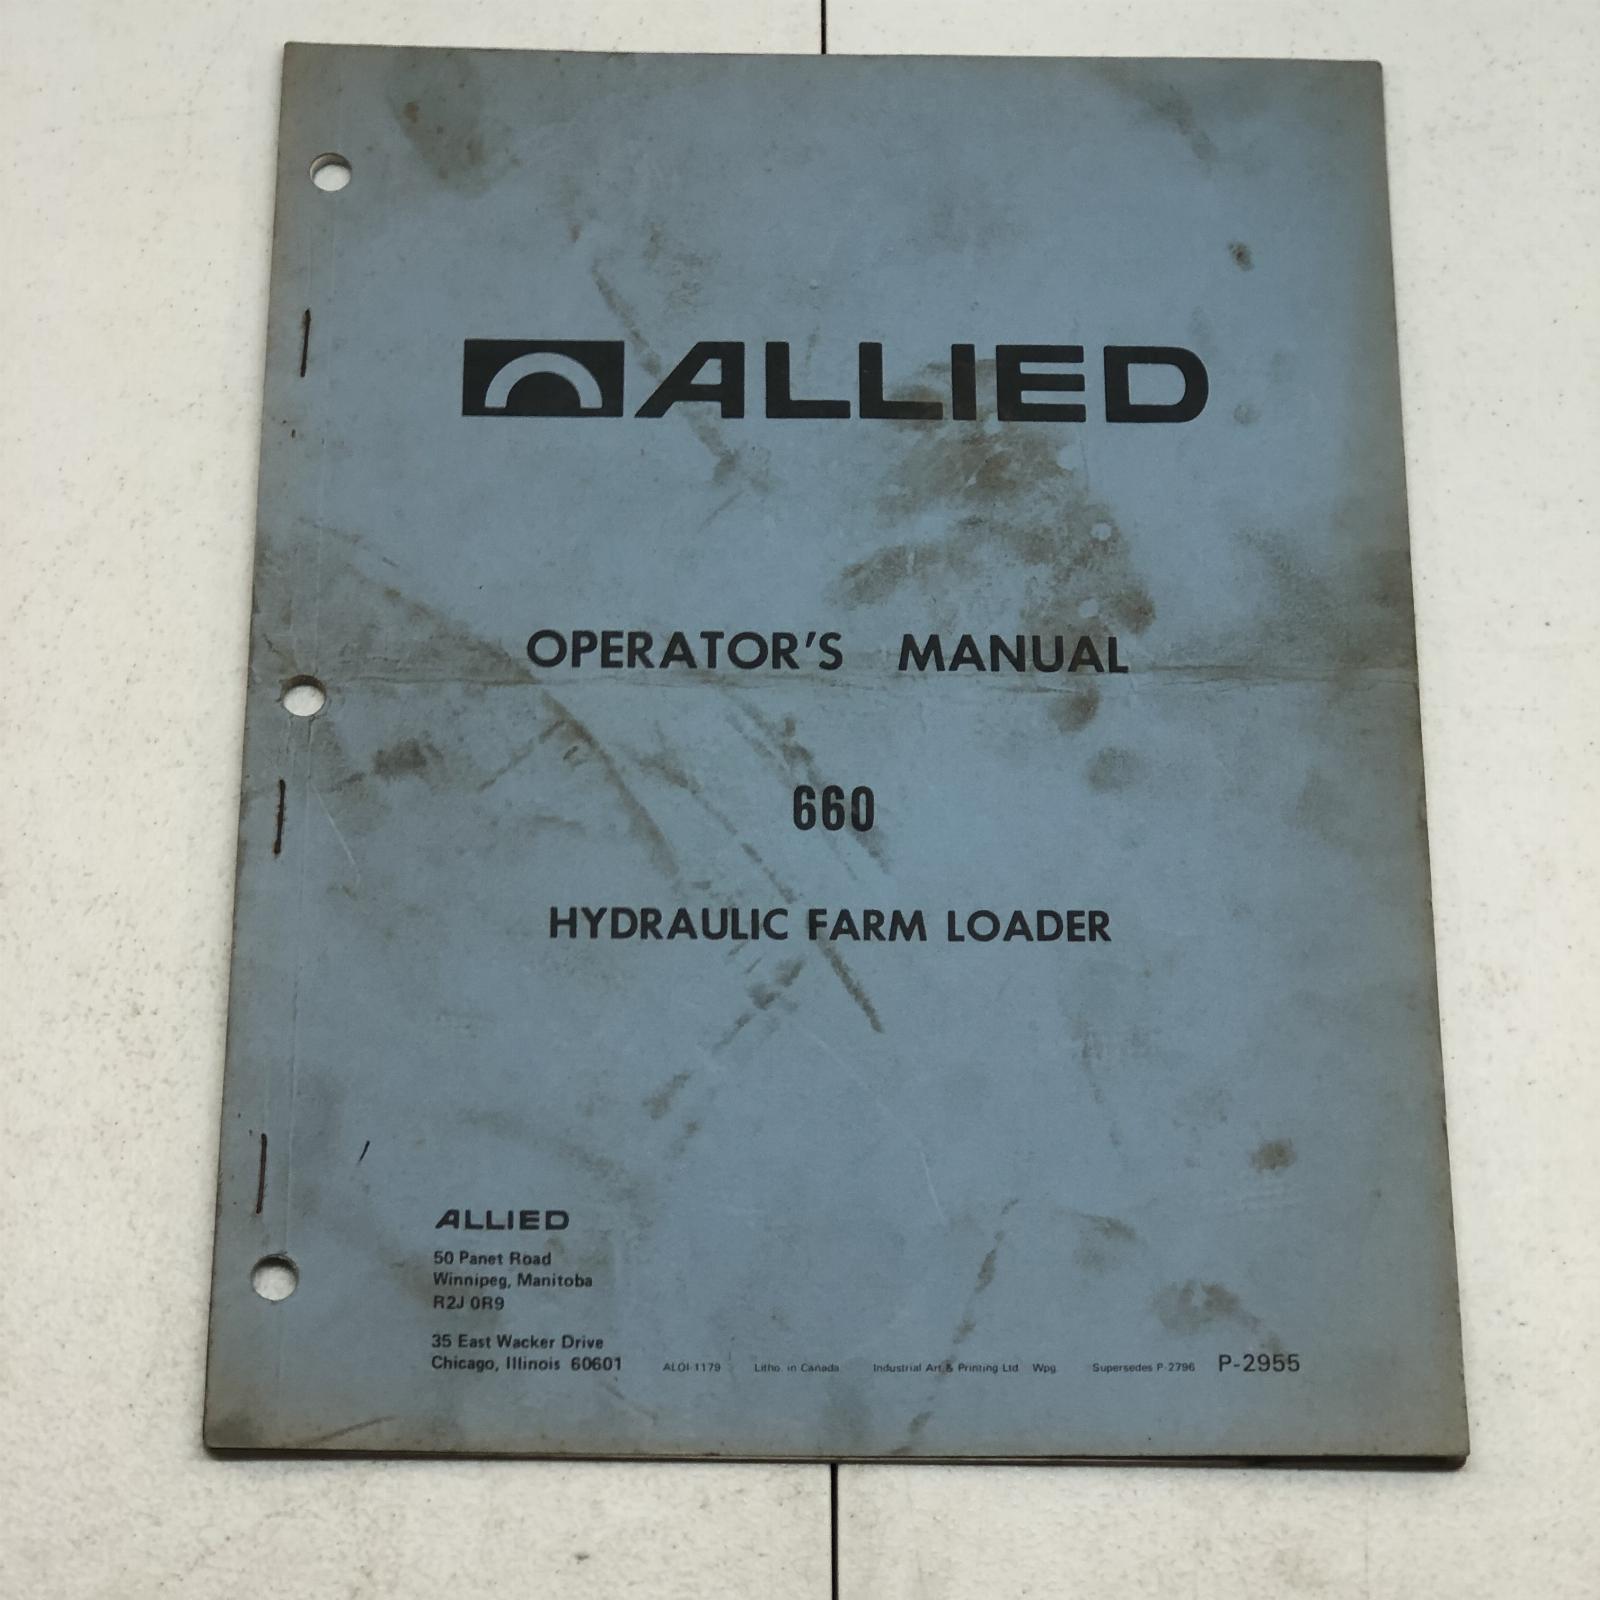 ALLIED
OPERATOR'S MANUAL
660
HYDRAULIC FARM LOADER
ALLIED
50 Panet Road
Winnipeg, Manitoba
R2J 0R9
35 East Wacker Drive
Chicago, Illinois 60601
ALOI-1179 Litho. in Canada Industrial Art & Printing Ltd. Wpg. Supersedes P-2796 P-2955